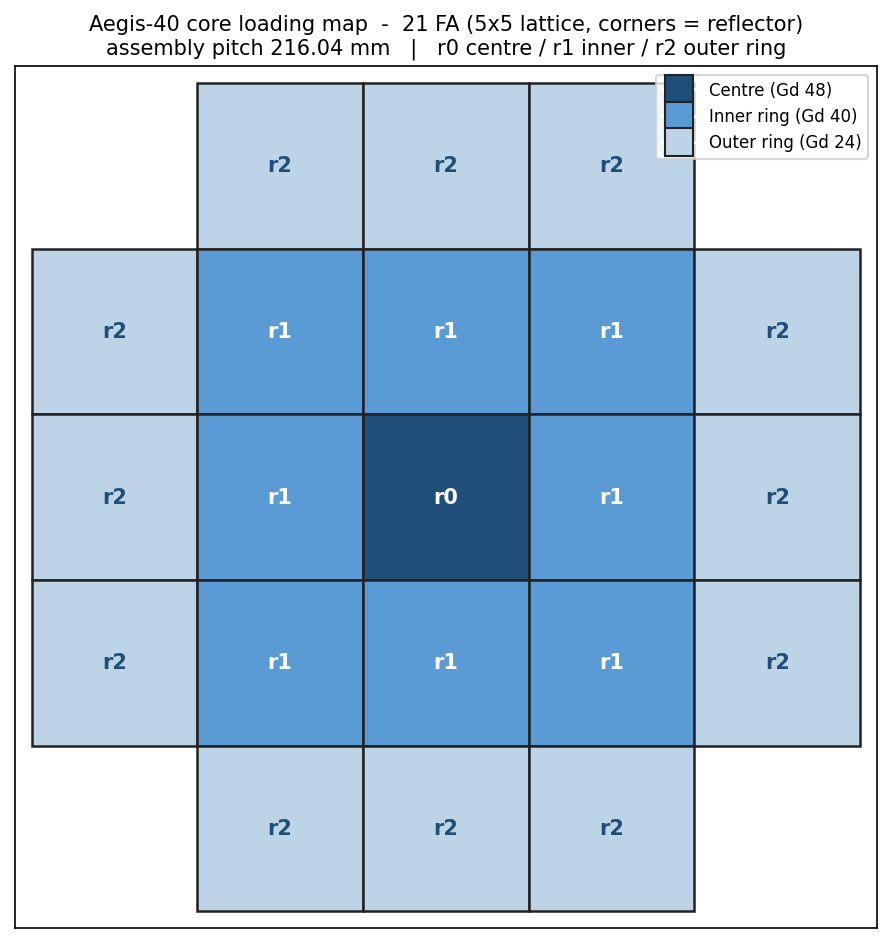 Aegis-40 core loading map - 21 FA (5x5 lattice, corners = reflector)
assembly pitch 216.04 mm | r0 centre / r1 inner / r2 outer ring
Centre (Gd 48)
Inner ring (Gd 40)
Outer ring (Gd 24)
r2 r2 r2
r2 r1 r1 r1 r2
r2 r1 r0 r1 r2
r2 r1 r1 r1 r2
r2 r2 r2